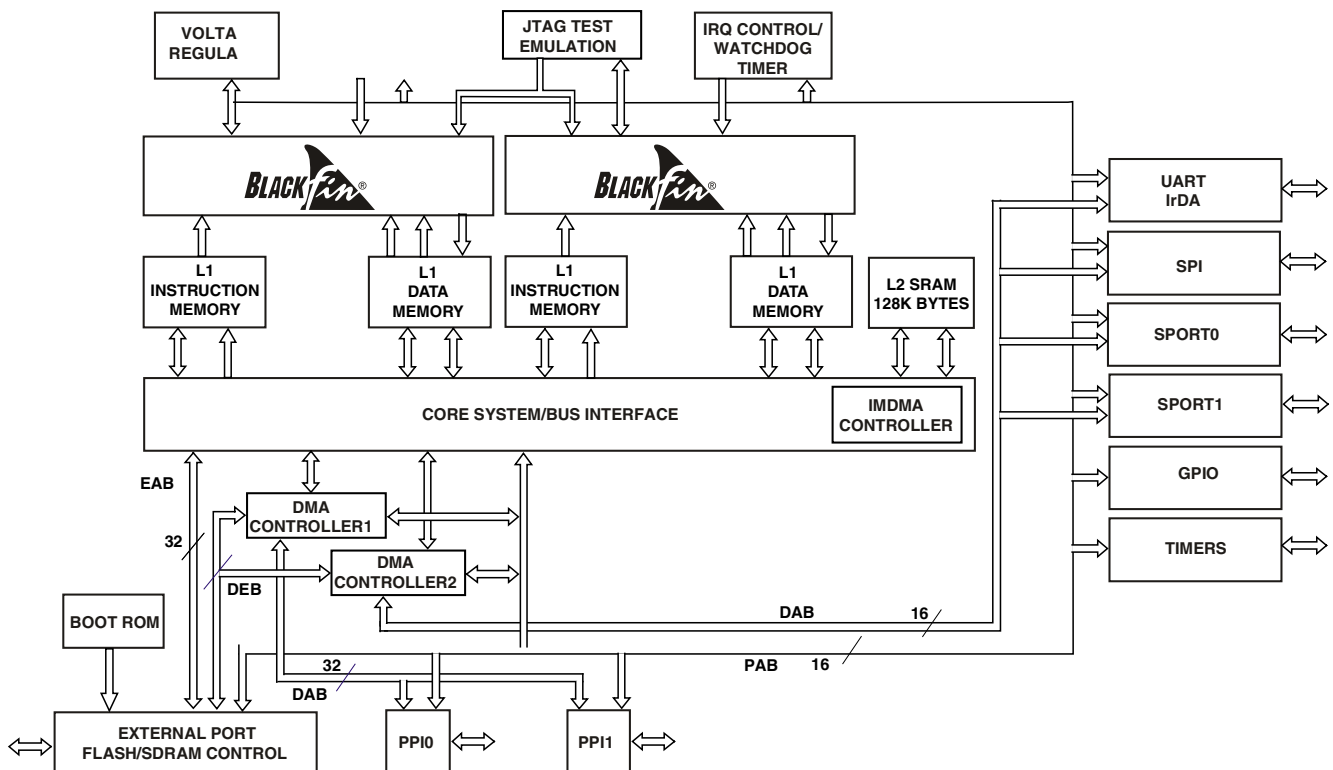 VOLTA
REGULA
JTAG TEST
EMULATION
IRQ CONTROL/
WATCHDOG
TIMER
BLACKfin®
BLACKfin®
UART
IrDA
SPI
SPORT0
SPORT1
GPIO
TIMERS
L1
INSTRUCTION
MEMORY
L1
DATA
MEMORY
L1
INSTRUCTION
MEMORY
L1
DATA
MEMORY
L2 SRAM
128K BYTES
CORE SYSTEM/BUS INTERFACE
IMDMA
CONTROLLER
EAB
32
DMA
CONTROLLER1
DMA
CONTROLLER2
DEB
BOOT ROM
DAB
16
PAB
16
32
DAB
EXTERNAL PORT
FLASH/SDRAM CONTROL
PPI0
PPI1